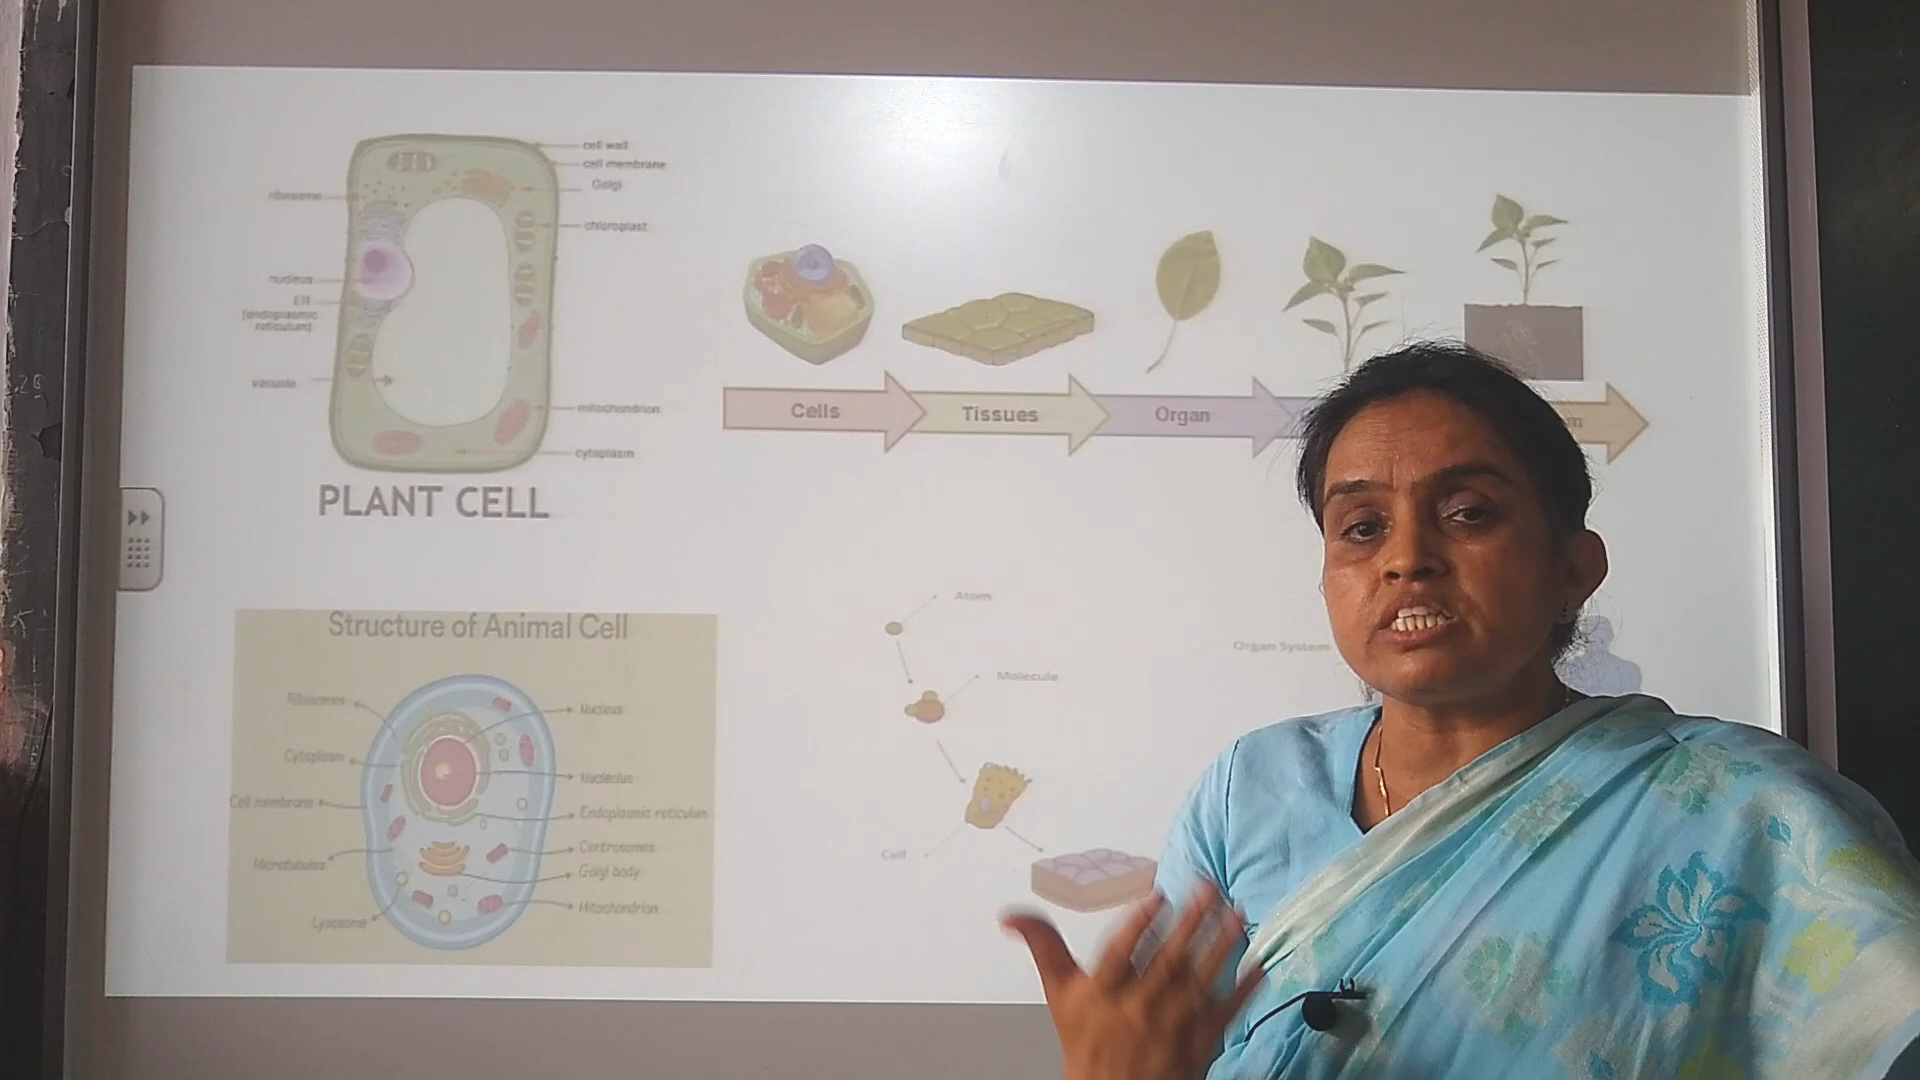 cell wall
cell membrane
Golgi
ribosome
chloroplast
nucleus
ER
(endoplasmic
reticulum)
vacuole
mitochondrion
cytoplasm
PLANT CELL
Cells
Tissues
Organ
m
Structure of Animal Cell
Ribosomes
Nucleus
Cytoplasm
Nucleolus
Cell membrane
Endoplasmic reticulum
Centrosomes
Microtubules
Golgi body
Lysosome
Mitochondrion
Atom
Molecule
Organ System
Cell